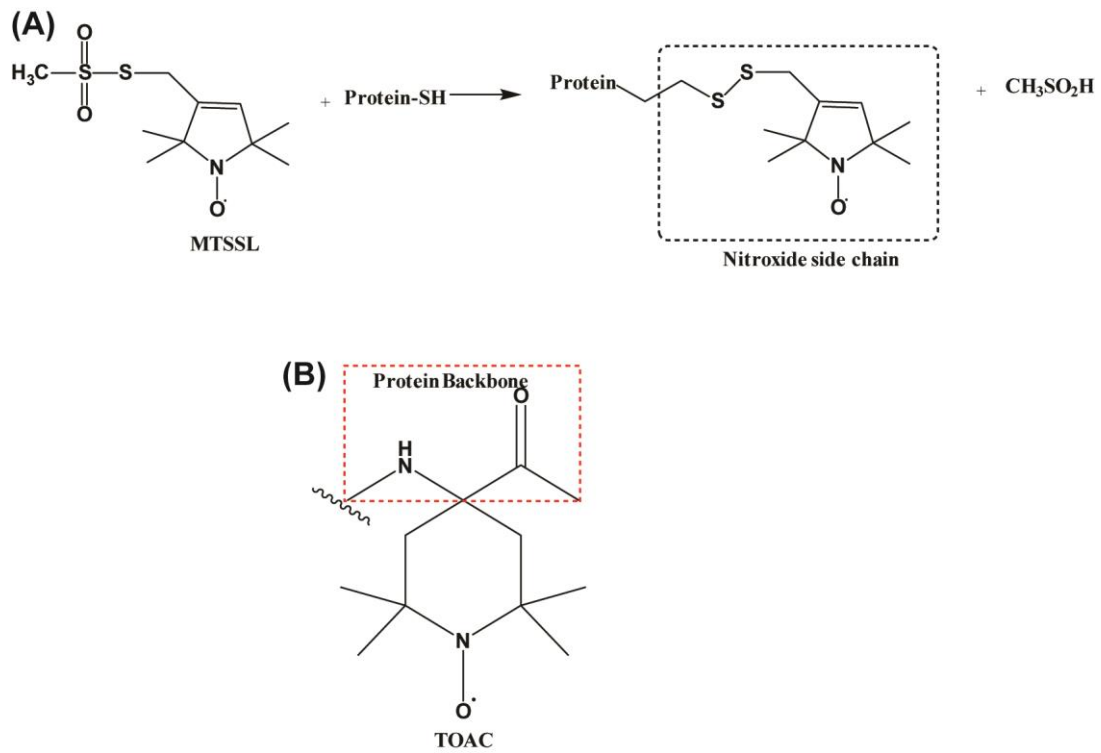 (A)
O
H3C S S
O
N
O·
MTSSL
+ Protein-SH
Protein S S
N
O·
Nitroxide side chain
+ CH3SO2H
(B)
Protein Backbone
O
H
N
N
O·
TOAC